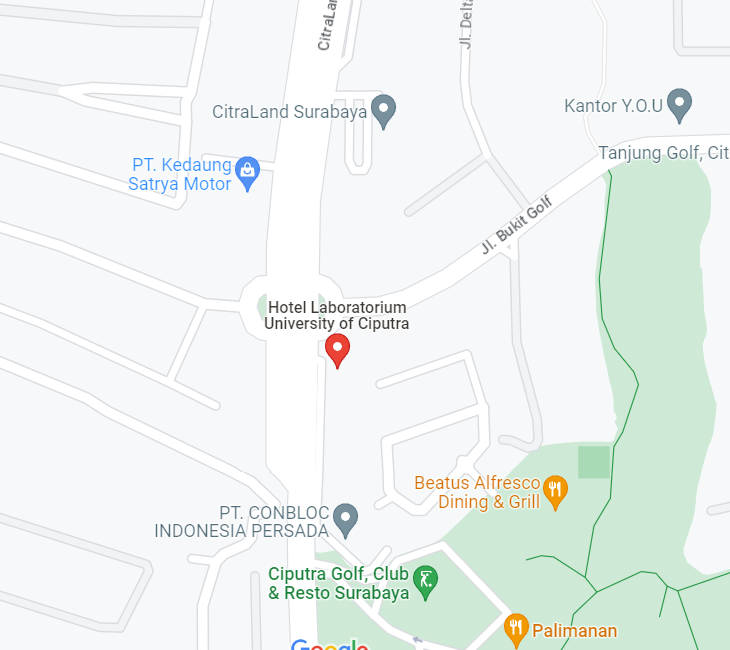 CitraLan
Jl. Delta
CitraLand Surabaya
Kantor Y.O.U
Tanjung Golf, Cit
PT. Kedaung
Satrya Motor
Jl. Bukit Golf
Hotel Laboratorium
University of Ciputra
Beatus Alfresco
Dining & Grill
PT. CONBLOC
INDONESIA PERSADA
Ciputra Golf, Club
& Resto Surabaya
Palimanan
Google